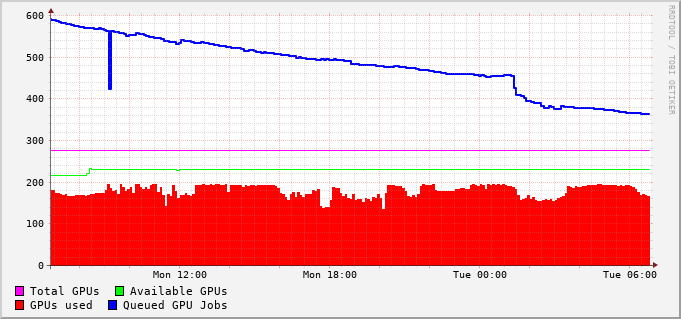 600
500
400
300
200
100
0
Mon 12:00 Mon 18:00 Tue 00:00 Tue 06:00
Total GPUs Available GPUs
GPUs used Queued GPU Jobs
RRDTOOL / TOBI OETIKER